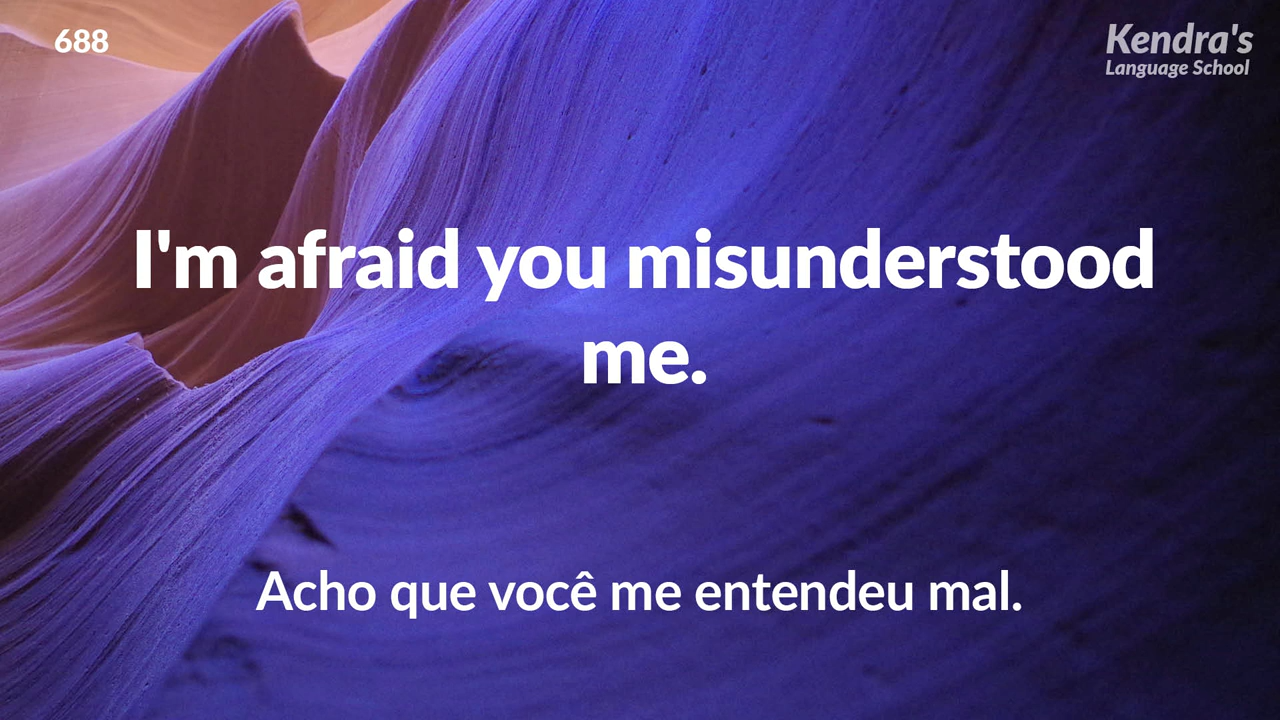 688
Kendra's
Language School
I'm afraid you misunderstood
me.
Acho que você me entendeu mal.